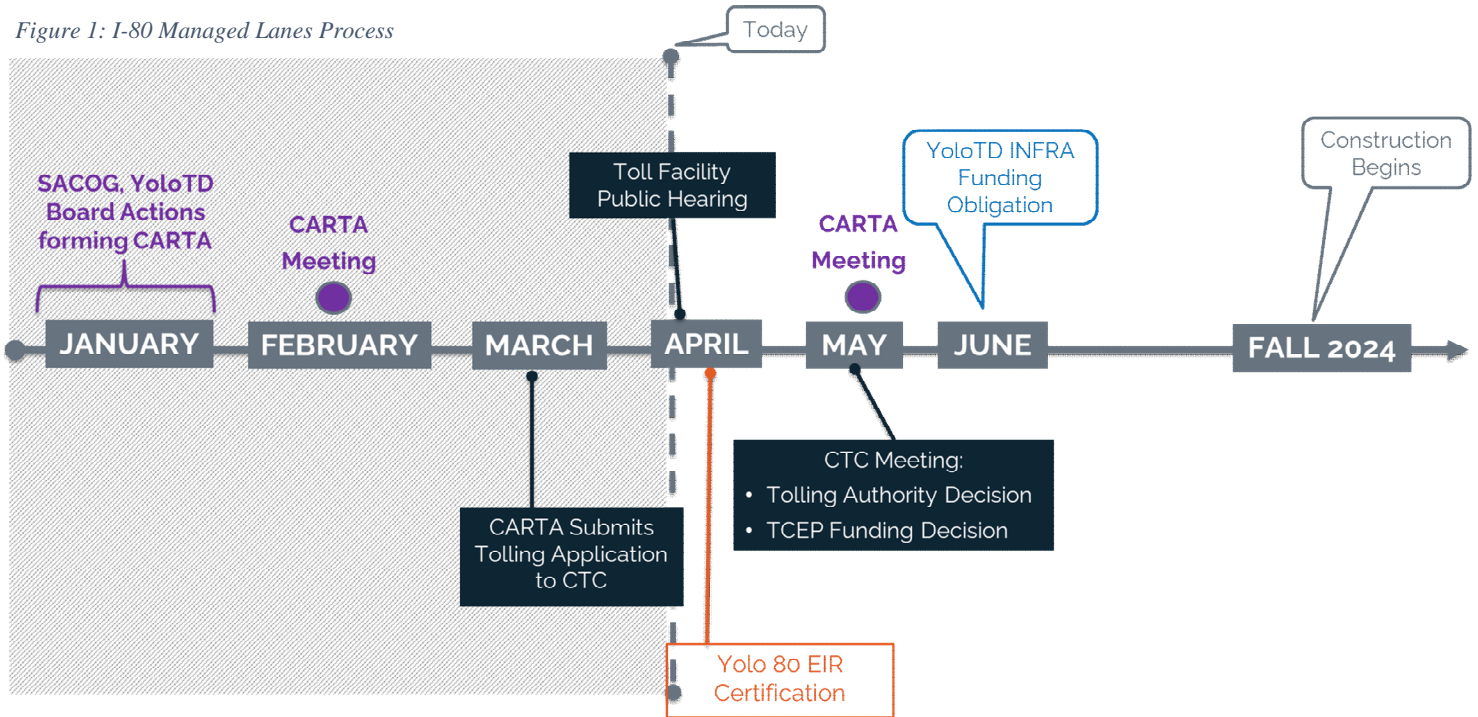 Figure 1: I-80 Managed Lanes Process
Today
SACOG, YoloTD
Board Actions
forming CARTA
CARTA
Meeting
Toll Facility
Public Hearing
CARTA
Meeting
YoloTD INFRA
Funding
Obligation
Construction
Begins
JANUARY
FEBRUARY
MARCH
APRIL
MAY
JUNE
FALL 2024
CARTA Submits
Tolling Application
to CTC
CTC Meeting:
• Tolling Authority Decision
• TCEP Funding Decision
Yolo 80 EIR
Certification